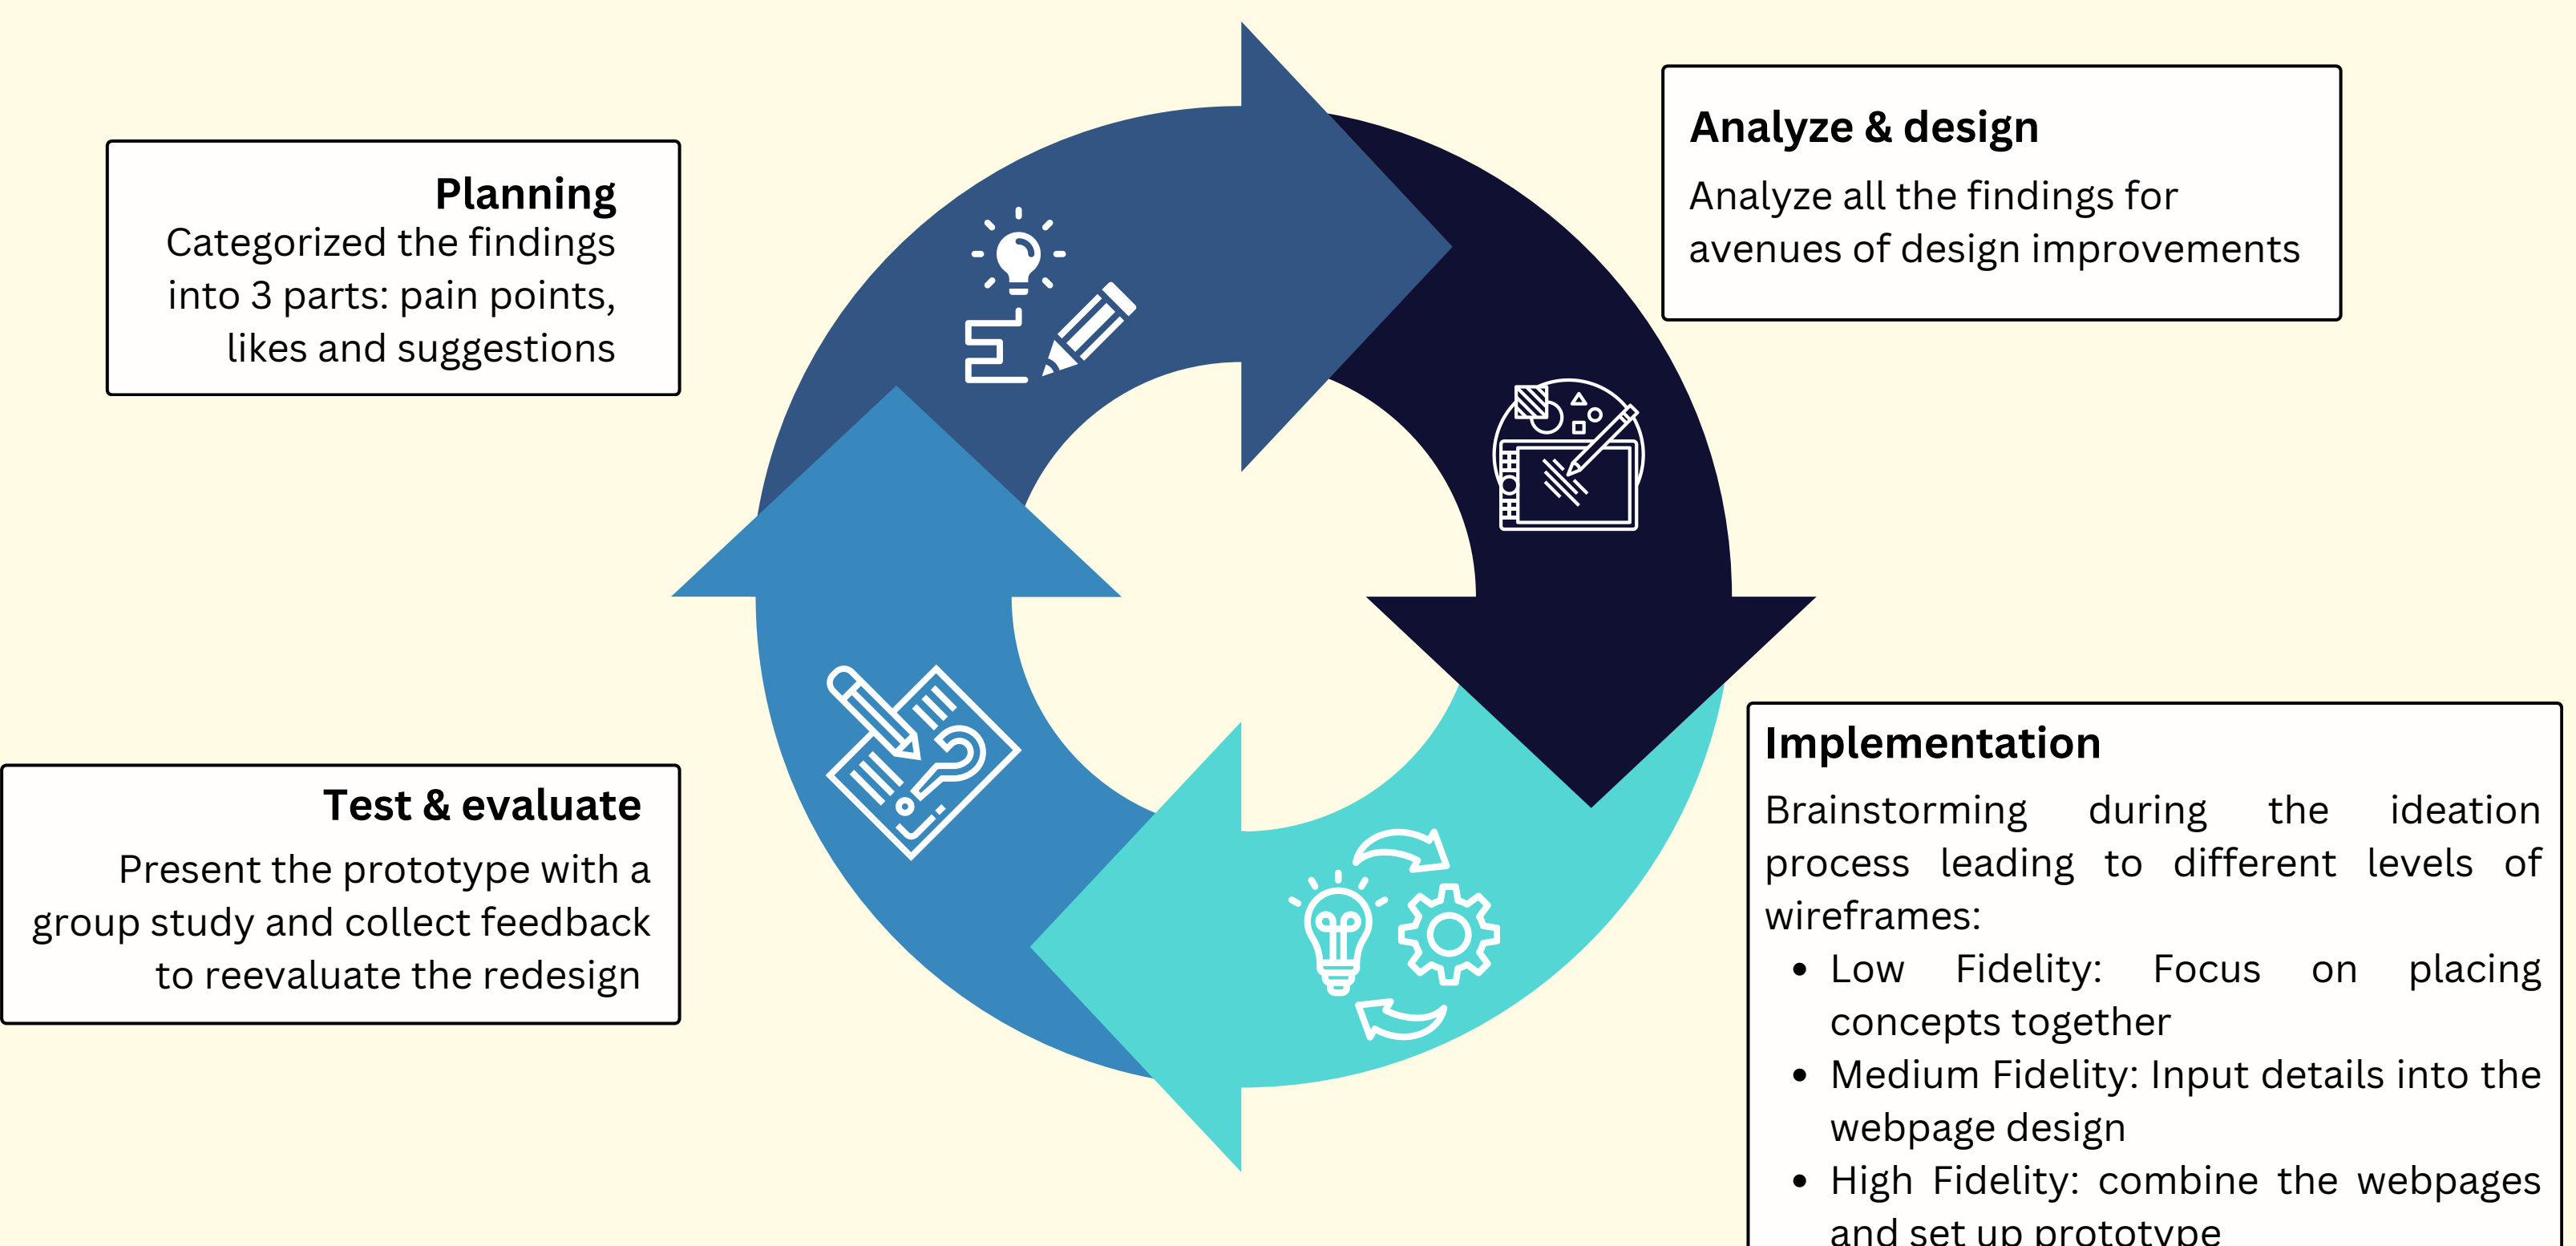 Planning
Categorized the findings
into 3 parts: pain points,
likes and suggestions
Analyze & design
Analyze all the findings for
avenues of design improvements
Implementation
Brainstorming during the ideation
process leading to different levels of
wireframes:
• Low Fidelity: Focus on placing
concepts together
• Medium Fidelity: Input details into the
webpage design
• High Fidelity: combine the webpages
and set up prototype
Test & evaluate
Present the prototype with a
group study and collect feedback
to reevaluate the redesign